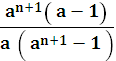 aⁿ⁺¹( a − 1)
a ( aⁿ⁺¹ − 1 )